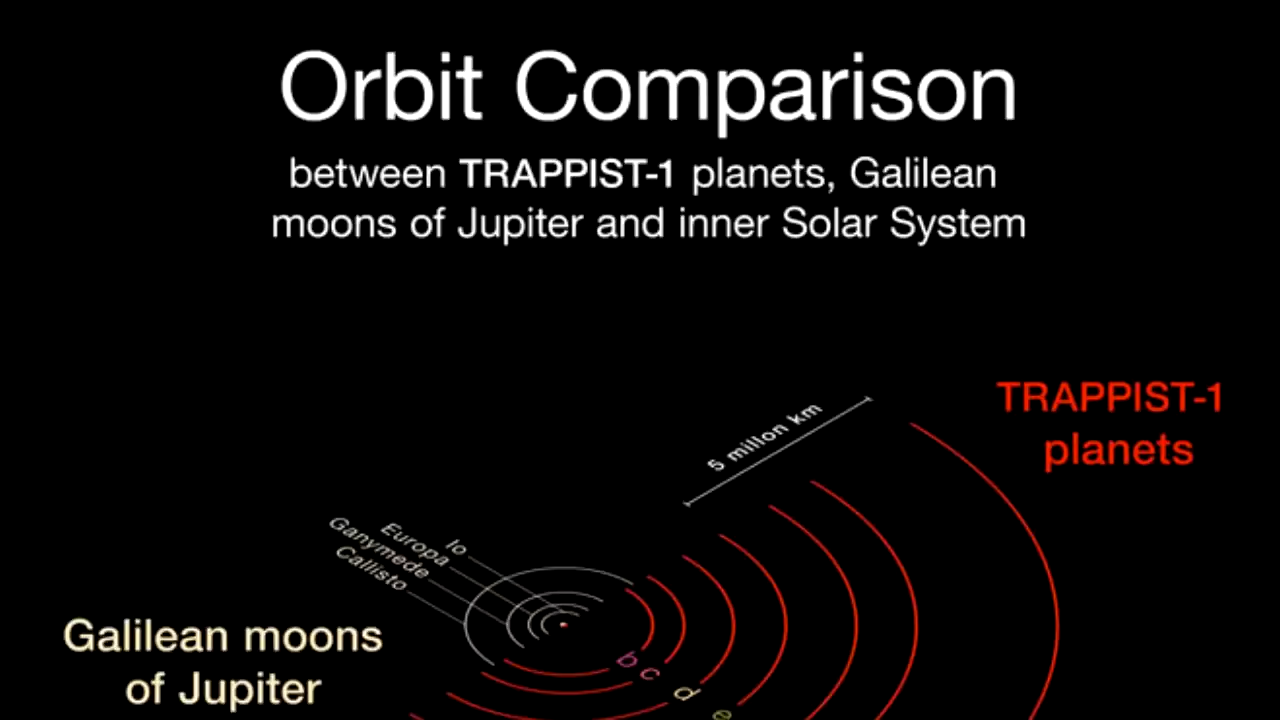 Orbit Comparison
between TRAPPIST-1 planets, Galilean
moons of Jupiter and inner Solar System
TRAPPIST-1
planets
5 millon km
Io
Europa
Ganymede
Callisto
Galilean moons
of Jupiter
b
c
d
e